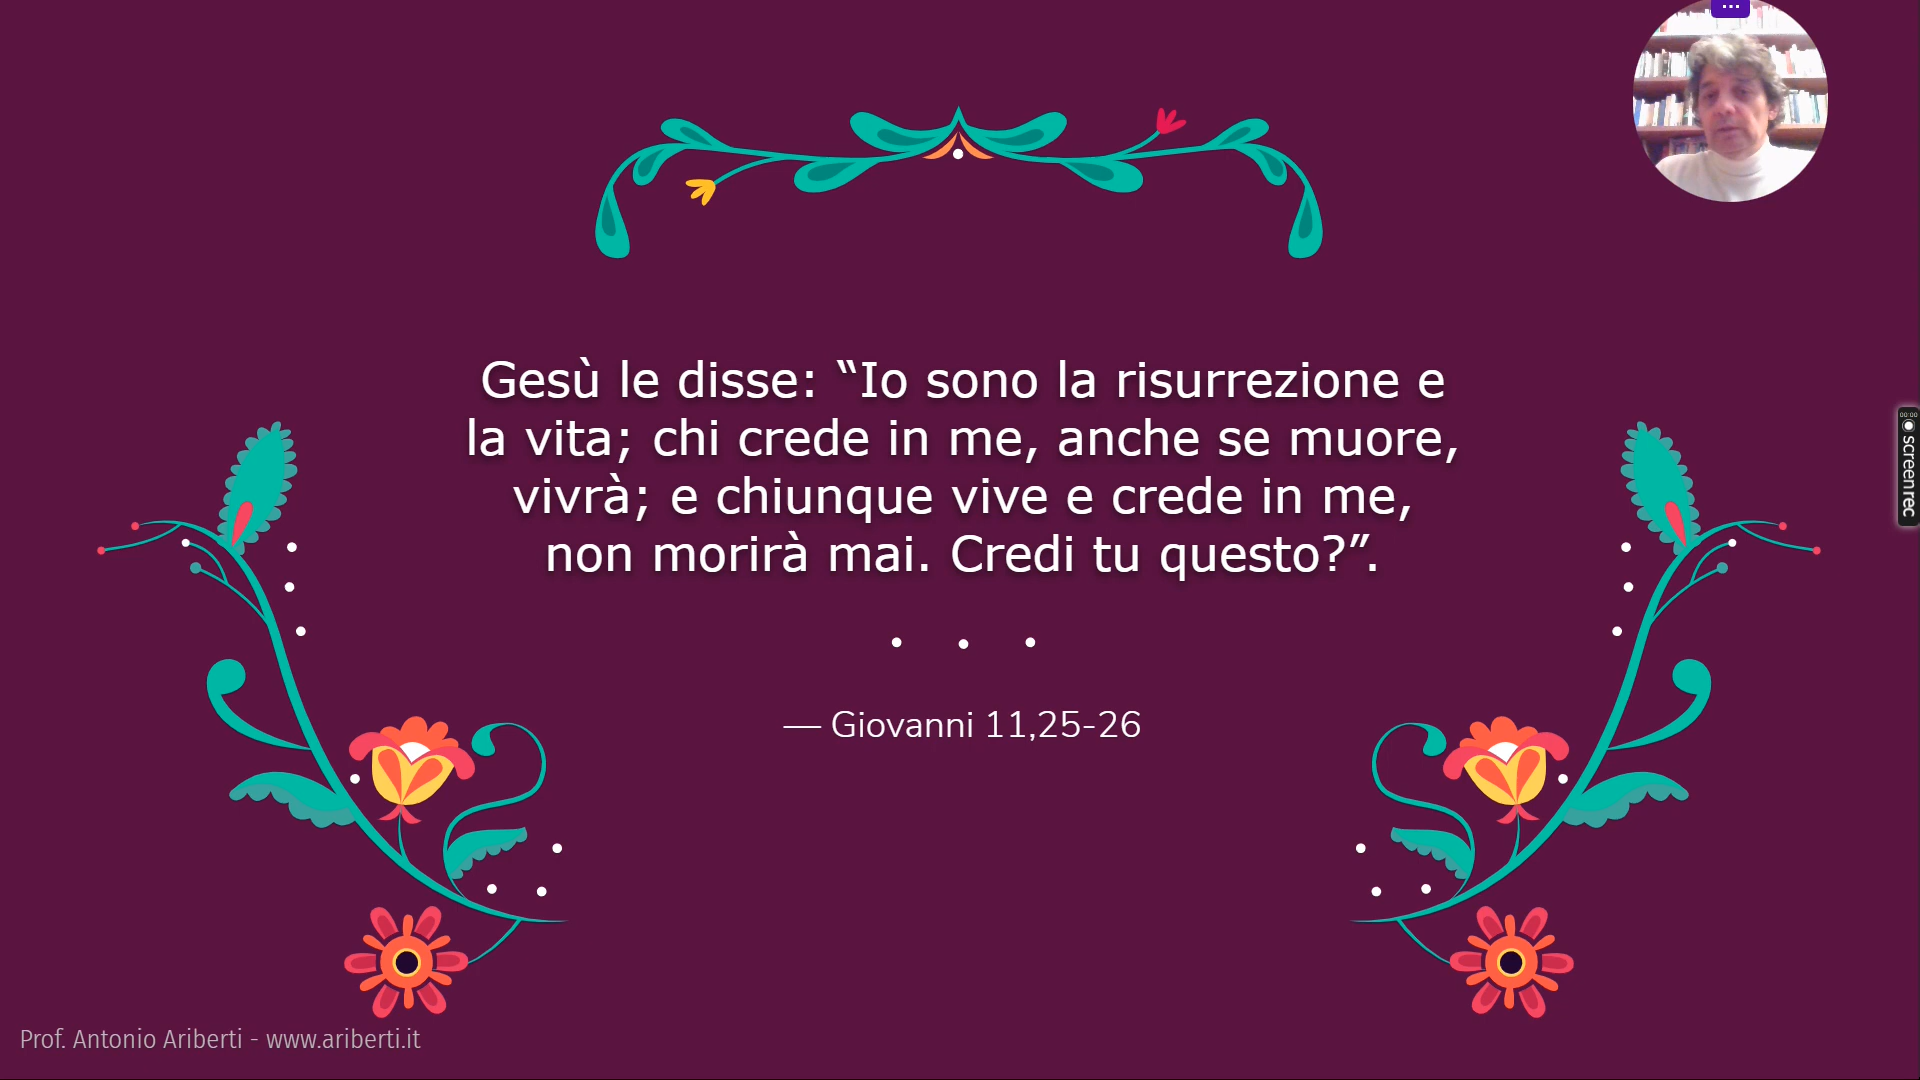 Gesù le disse: “Io sono la risurrezione e
la vita; chi crede in me, anche se muore,
vivrà; e chiunque vive e crede in me,
non morirà mai. Credi tu questo?”.
— Giovanni 11,25-26
Prof. Antonio Ariberti - www.ariberti.it
00:00
screenrec